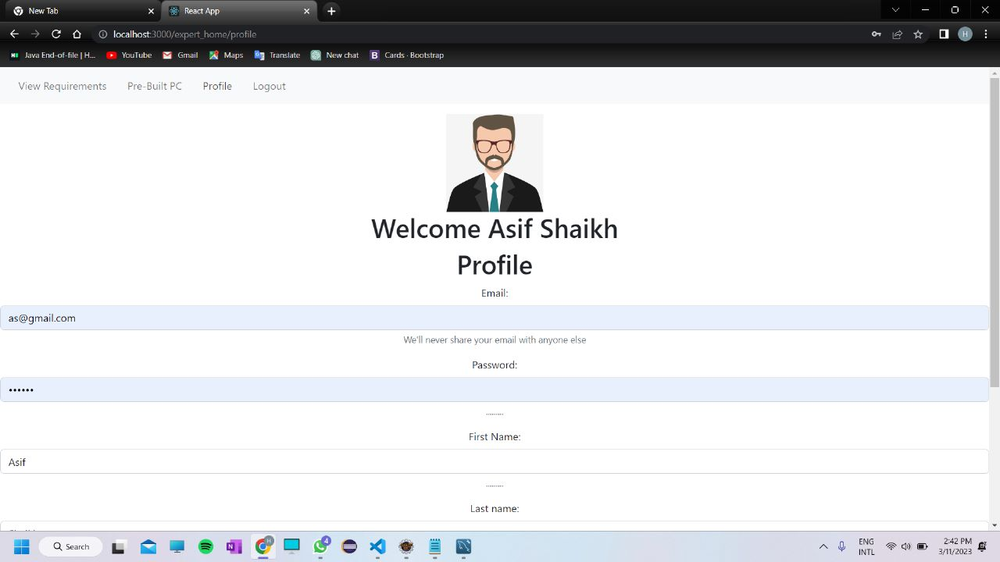 New Tab
React App
localhost:3000/expert_home/profile
H
Java End-of-file | H...
YouTube
Gmail
Maps
Translate
New chat
B Cards · Bootstrap
View Requirements
Pre-Built PC
Profile
Logout
Welcome Asif Shaikh
Profile
Email:
as@gmail.com
We'll never share your email with anyone else
Password:
••••••
.........
First Name:
Asif
.........
Last name:
Search
H
4
ENG
INTL
2:42 PM
3/11/2023